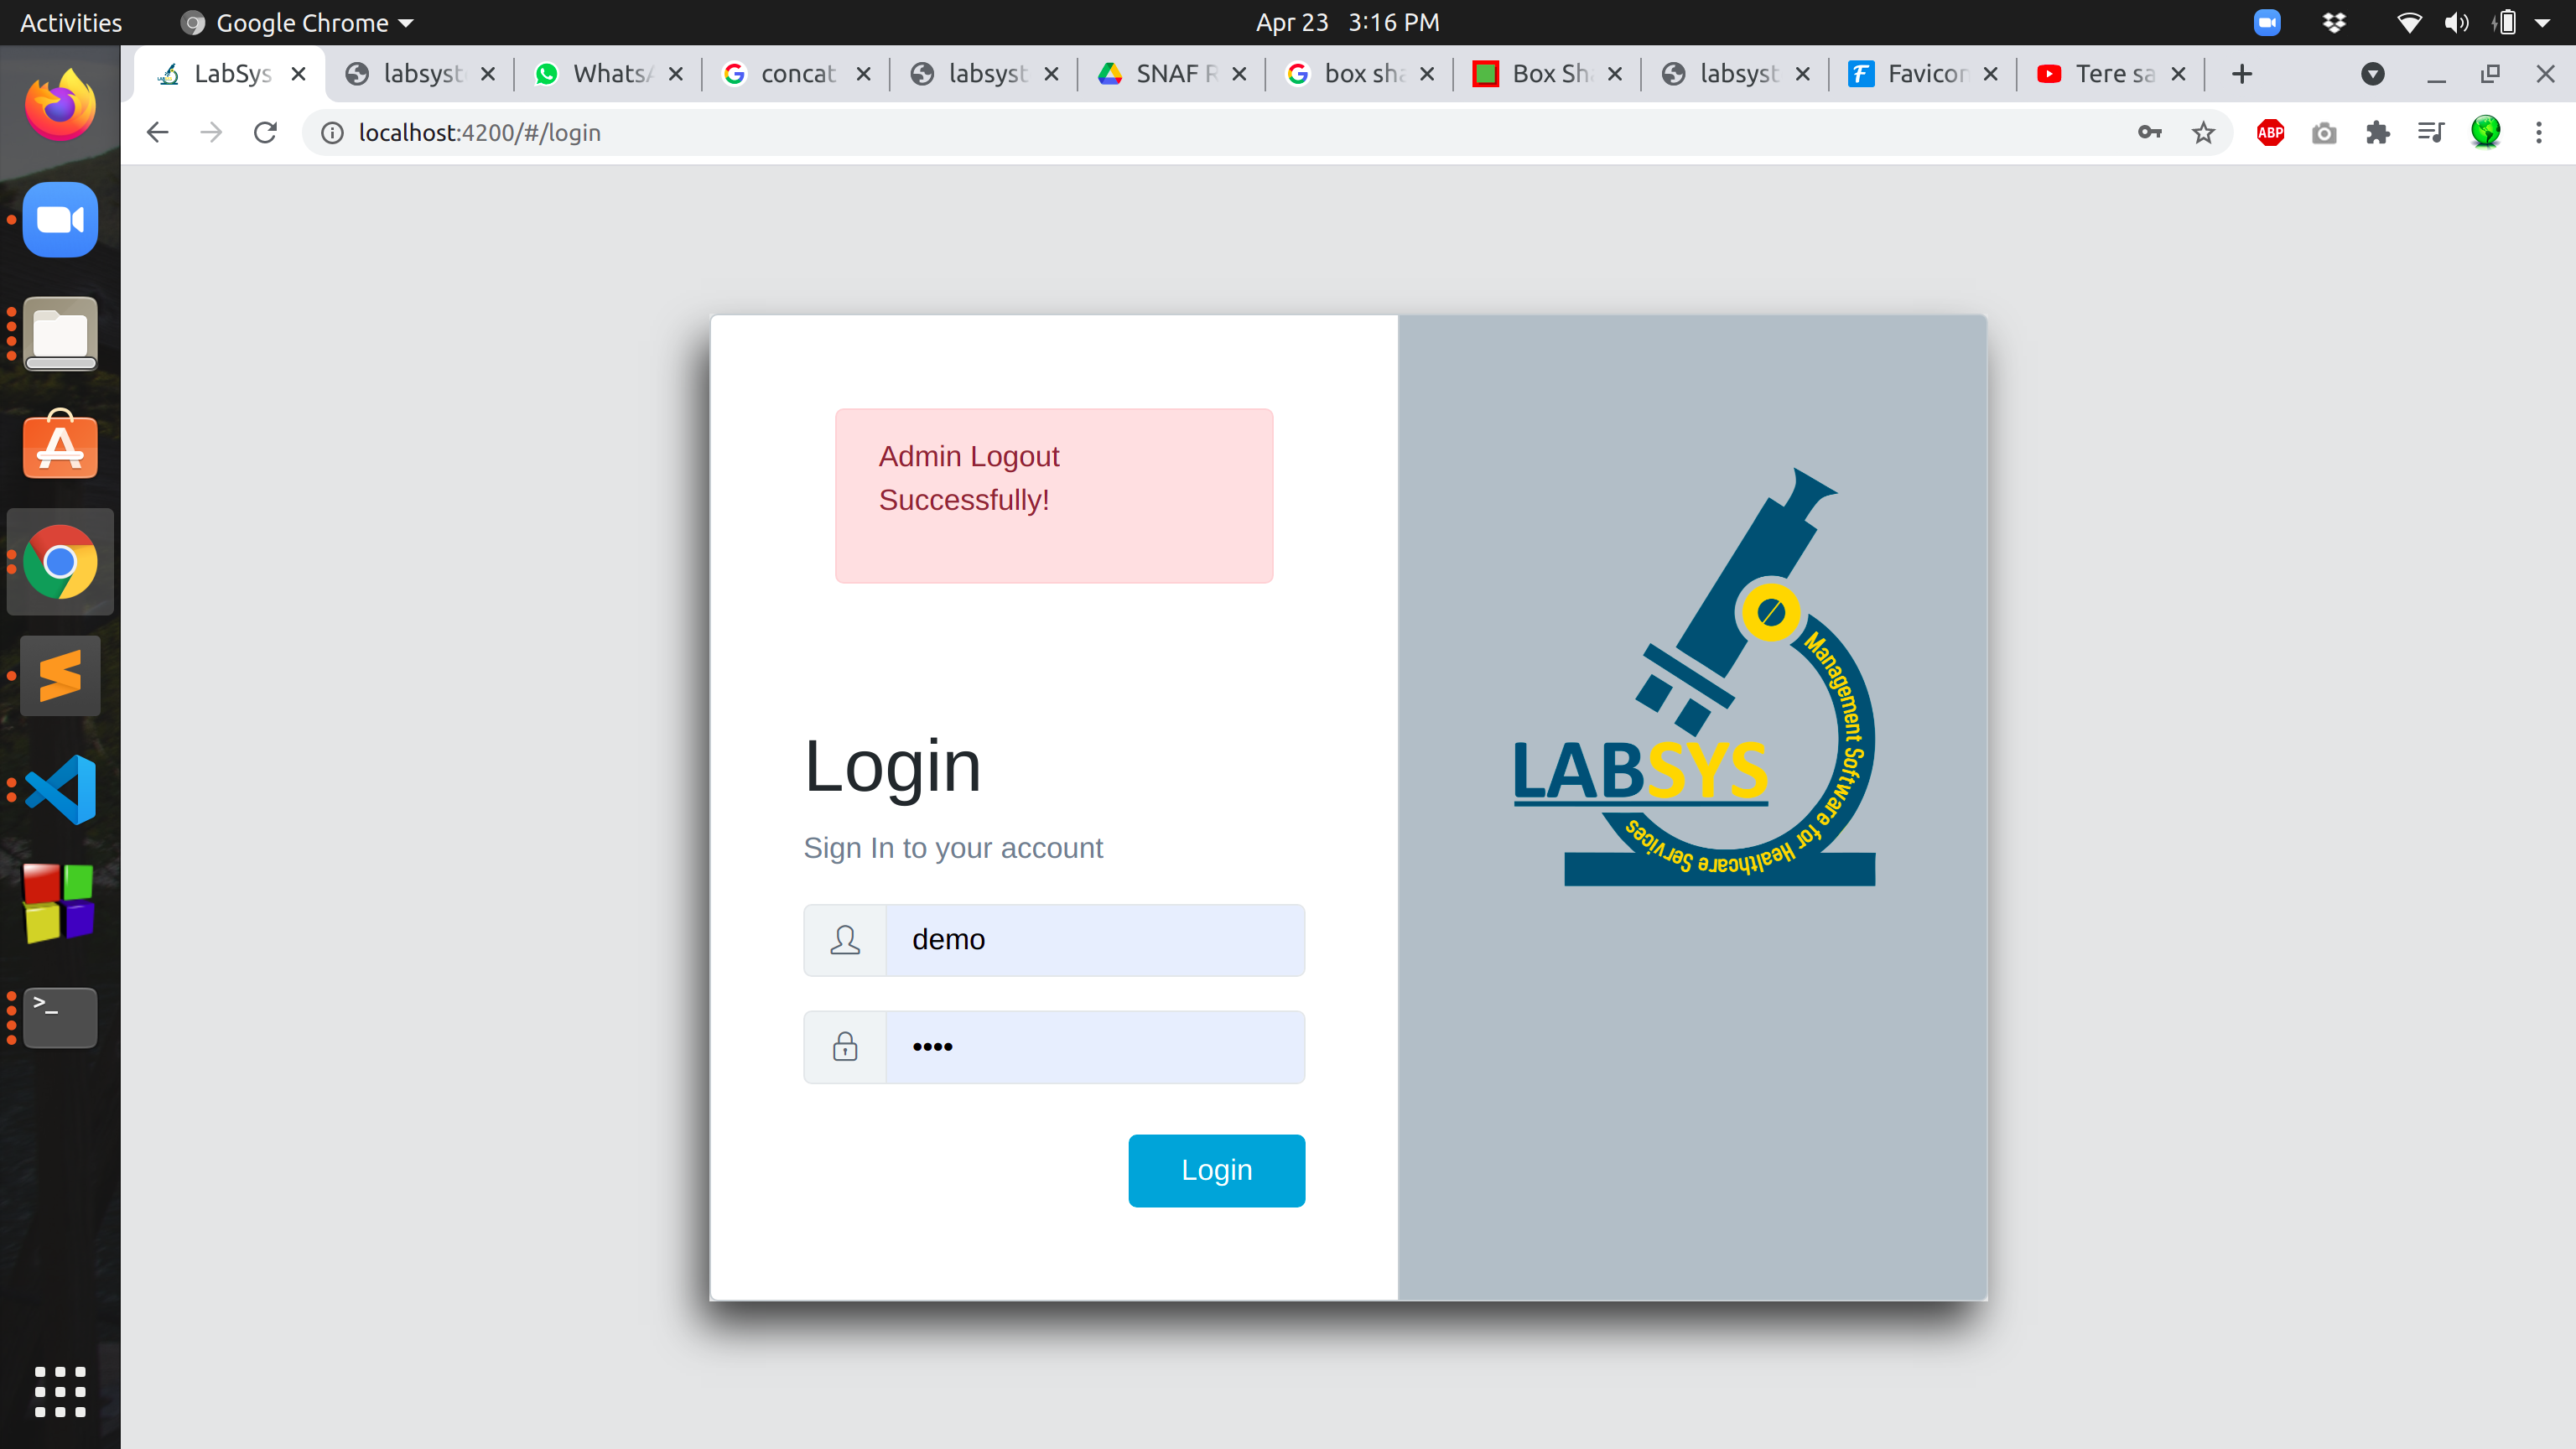 Activities Google Chrome Apr 23 3:16 PM
LabSys labsyst WhatsA concat labsyst SNAF R box sha Box Sha labsyst Favicon Tere sa
localhost:4200/#/login ABP
Admin Logout
Successfully!
Login
Sign In to your account
demo
••••
Login
LABSYS
Management Software for Healthcare Services
>_